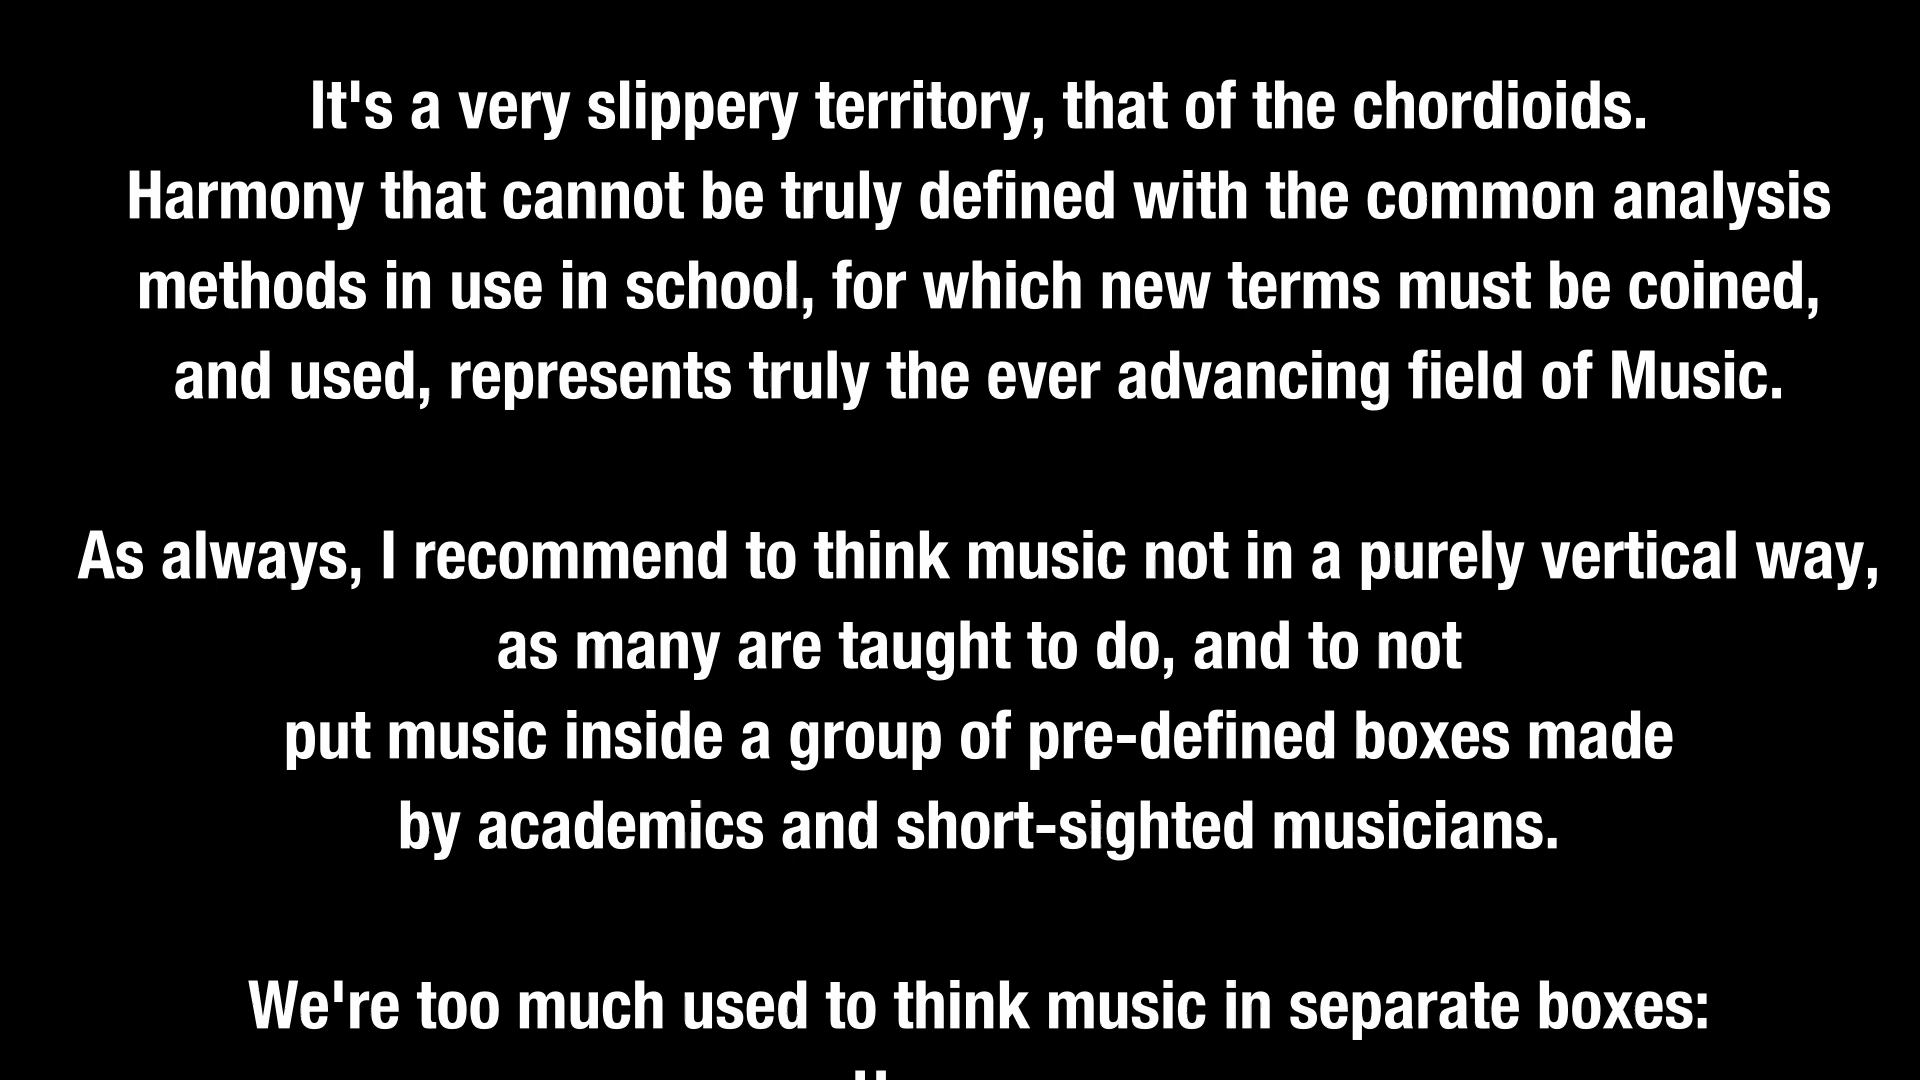 It's a very slippery territory, that of the chordioids.
Harmony that cannot be truly defined with the common analysis
methods in use in school, for which new terms must be coined,
and used, represents truly the ever advancing field of Music.
As always, I recommend to think music not in a purely vertical way,
as many are taught to do, and to not
put music inside a group of pre-defined boxes made
by academics and short-sighted musicians.
We're too much used to think music in separate boxes: